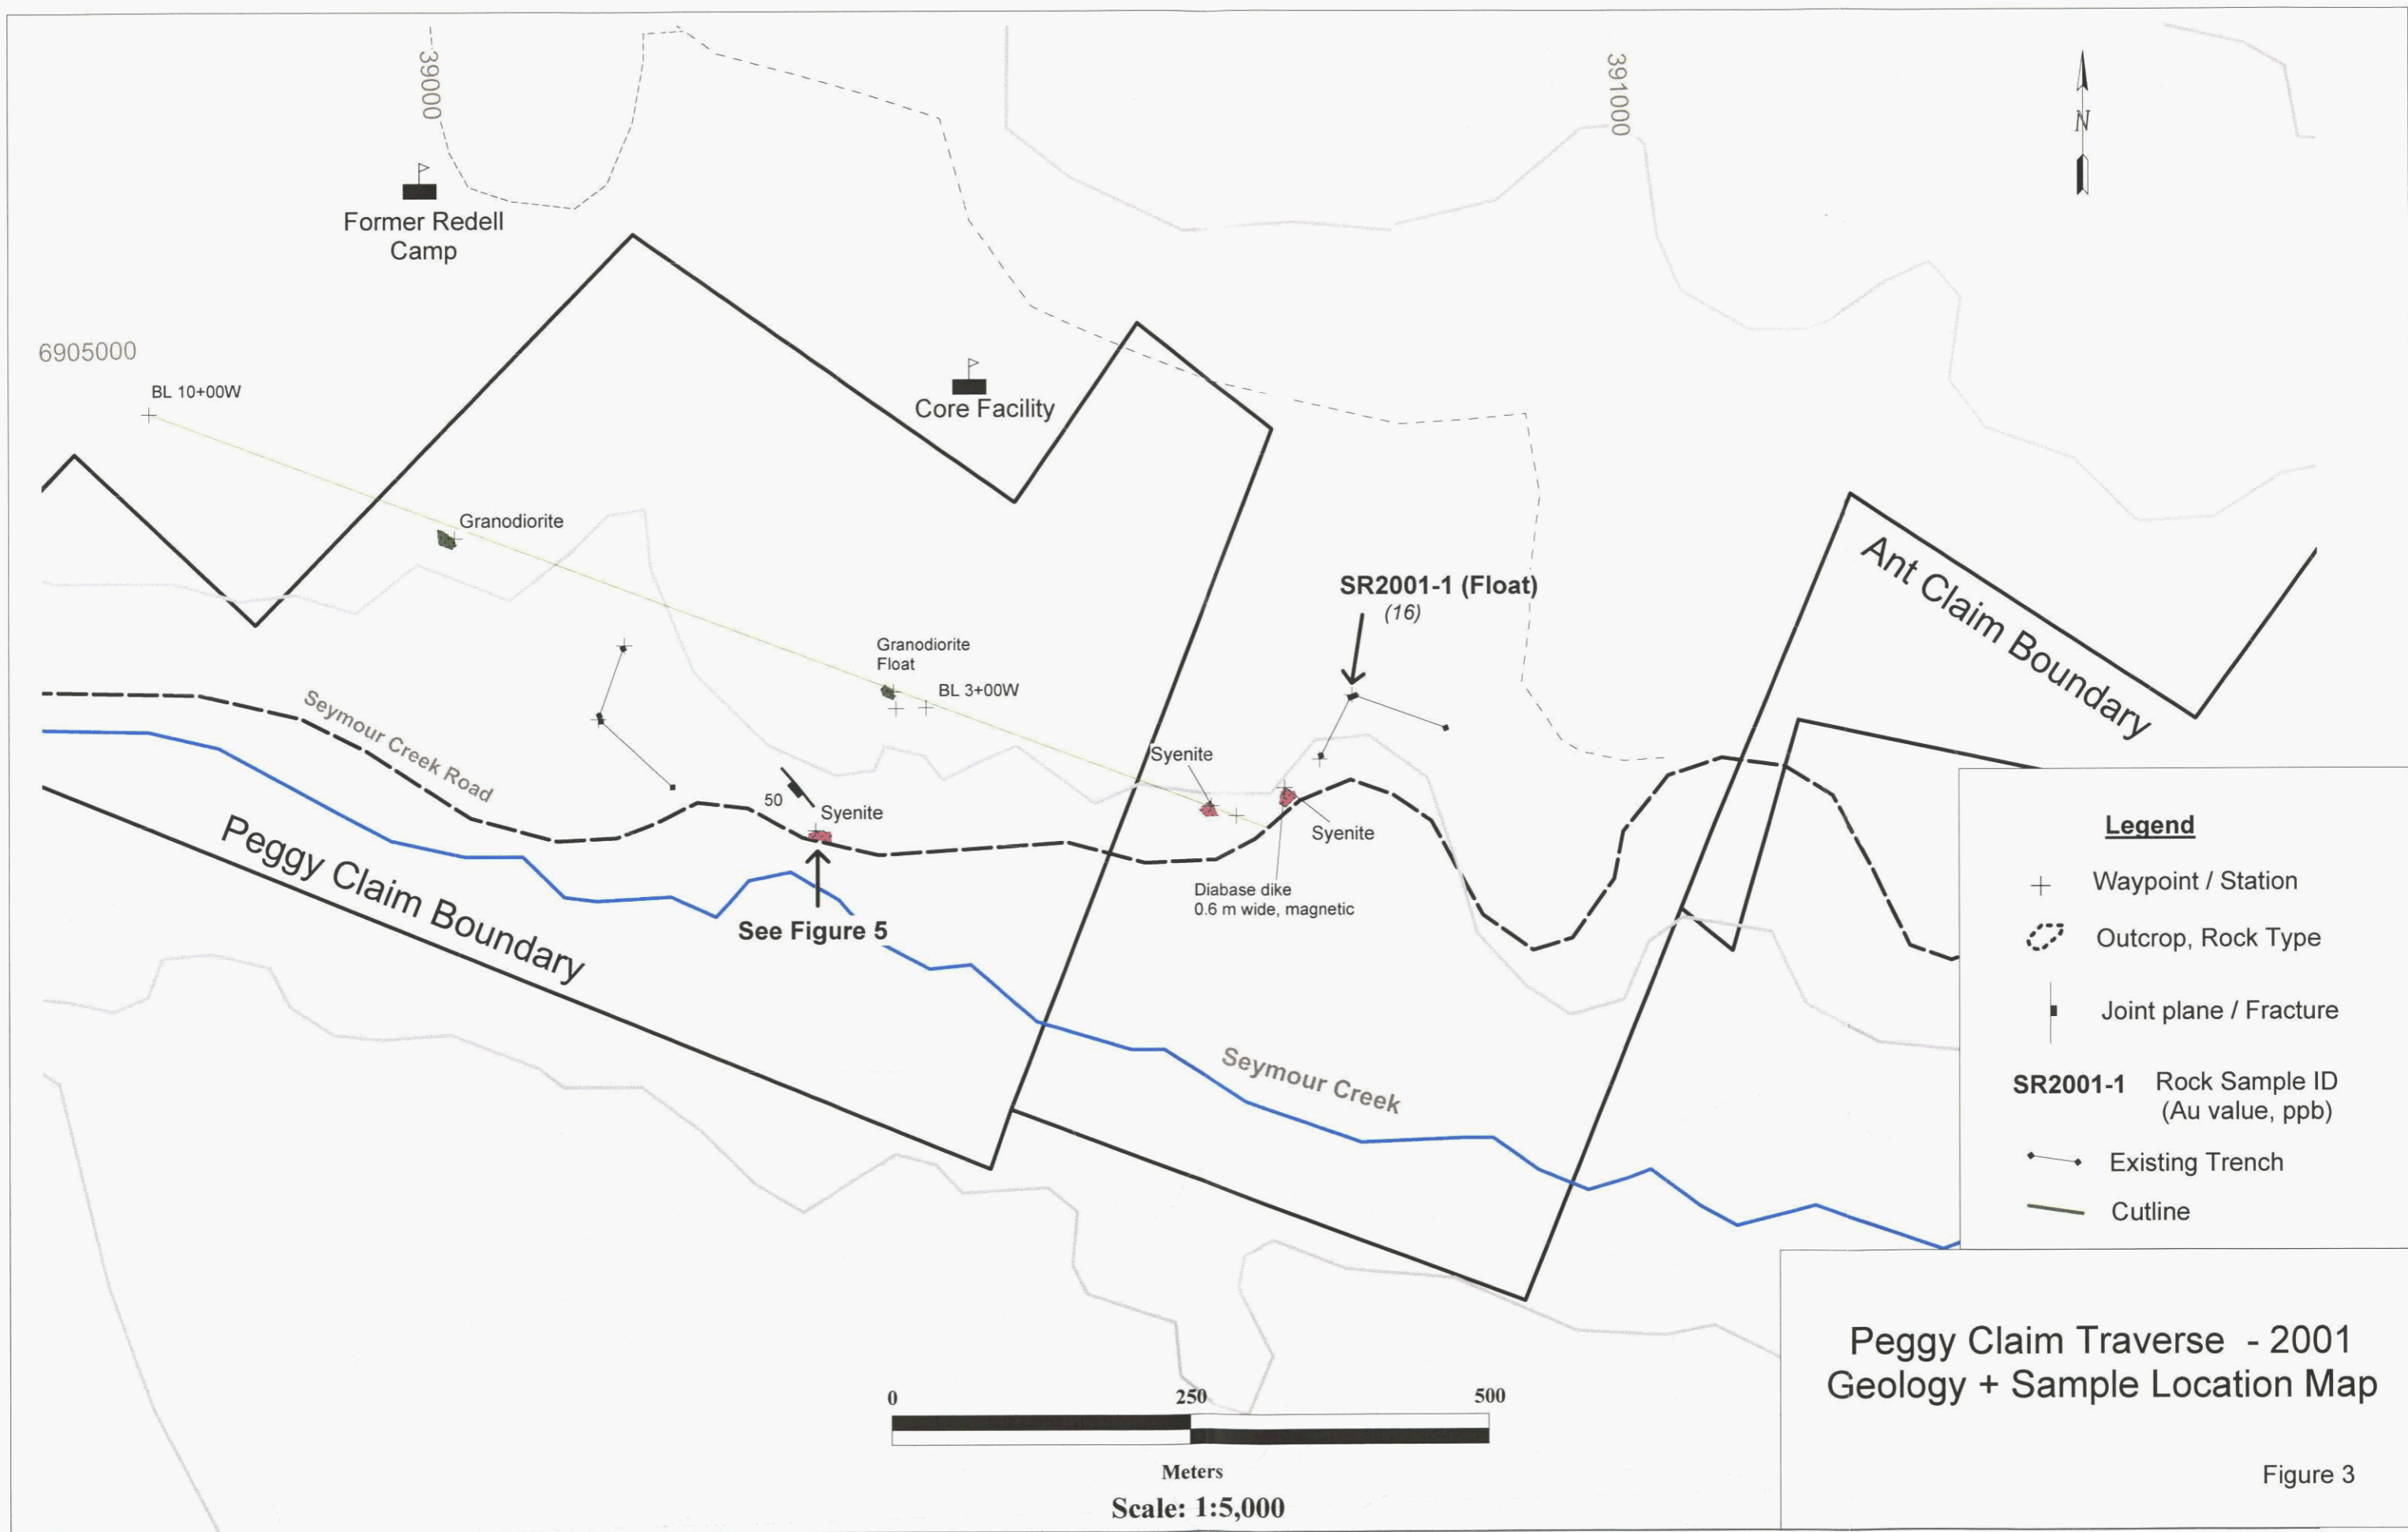 390000
391000
N
Former Redell
Camp
6905000
BL 10+00W
Core Facility
Granodiorite
SR2001-1 (Float)
(16)
Ant Claim Boundary
Granodiorite
Float
BL 3+00W
Seymour Creek Road
Syenite
50
Syenite
Syenite
Peggy Claim Boundary
Diabase dike
0.6 m wide, magnetic
See Figure 5
Seymour Creek
Legend
Waypoint / Station
Outcrop, Rock Type
Joint plane / Fracture
SR2001-1 Rock Sample ID
(Au value, ppb)
Existing Trench
Cutline
0 250 500
Meters
Scale: 1:5,000
Peggy Claim Traverse - 2001
Geology + Sample Location Map
Figure 3